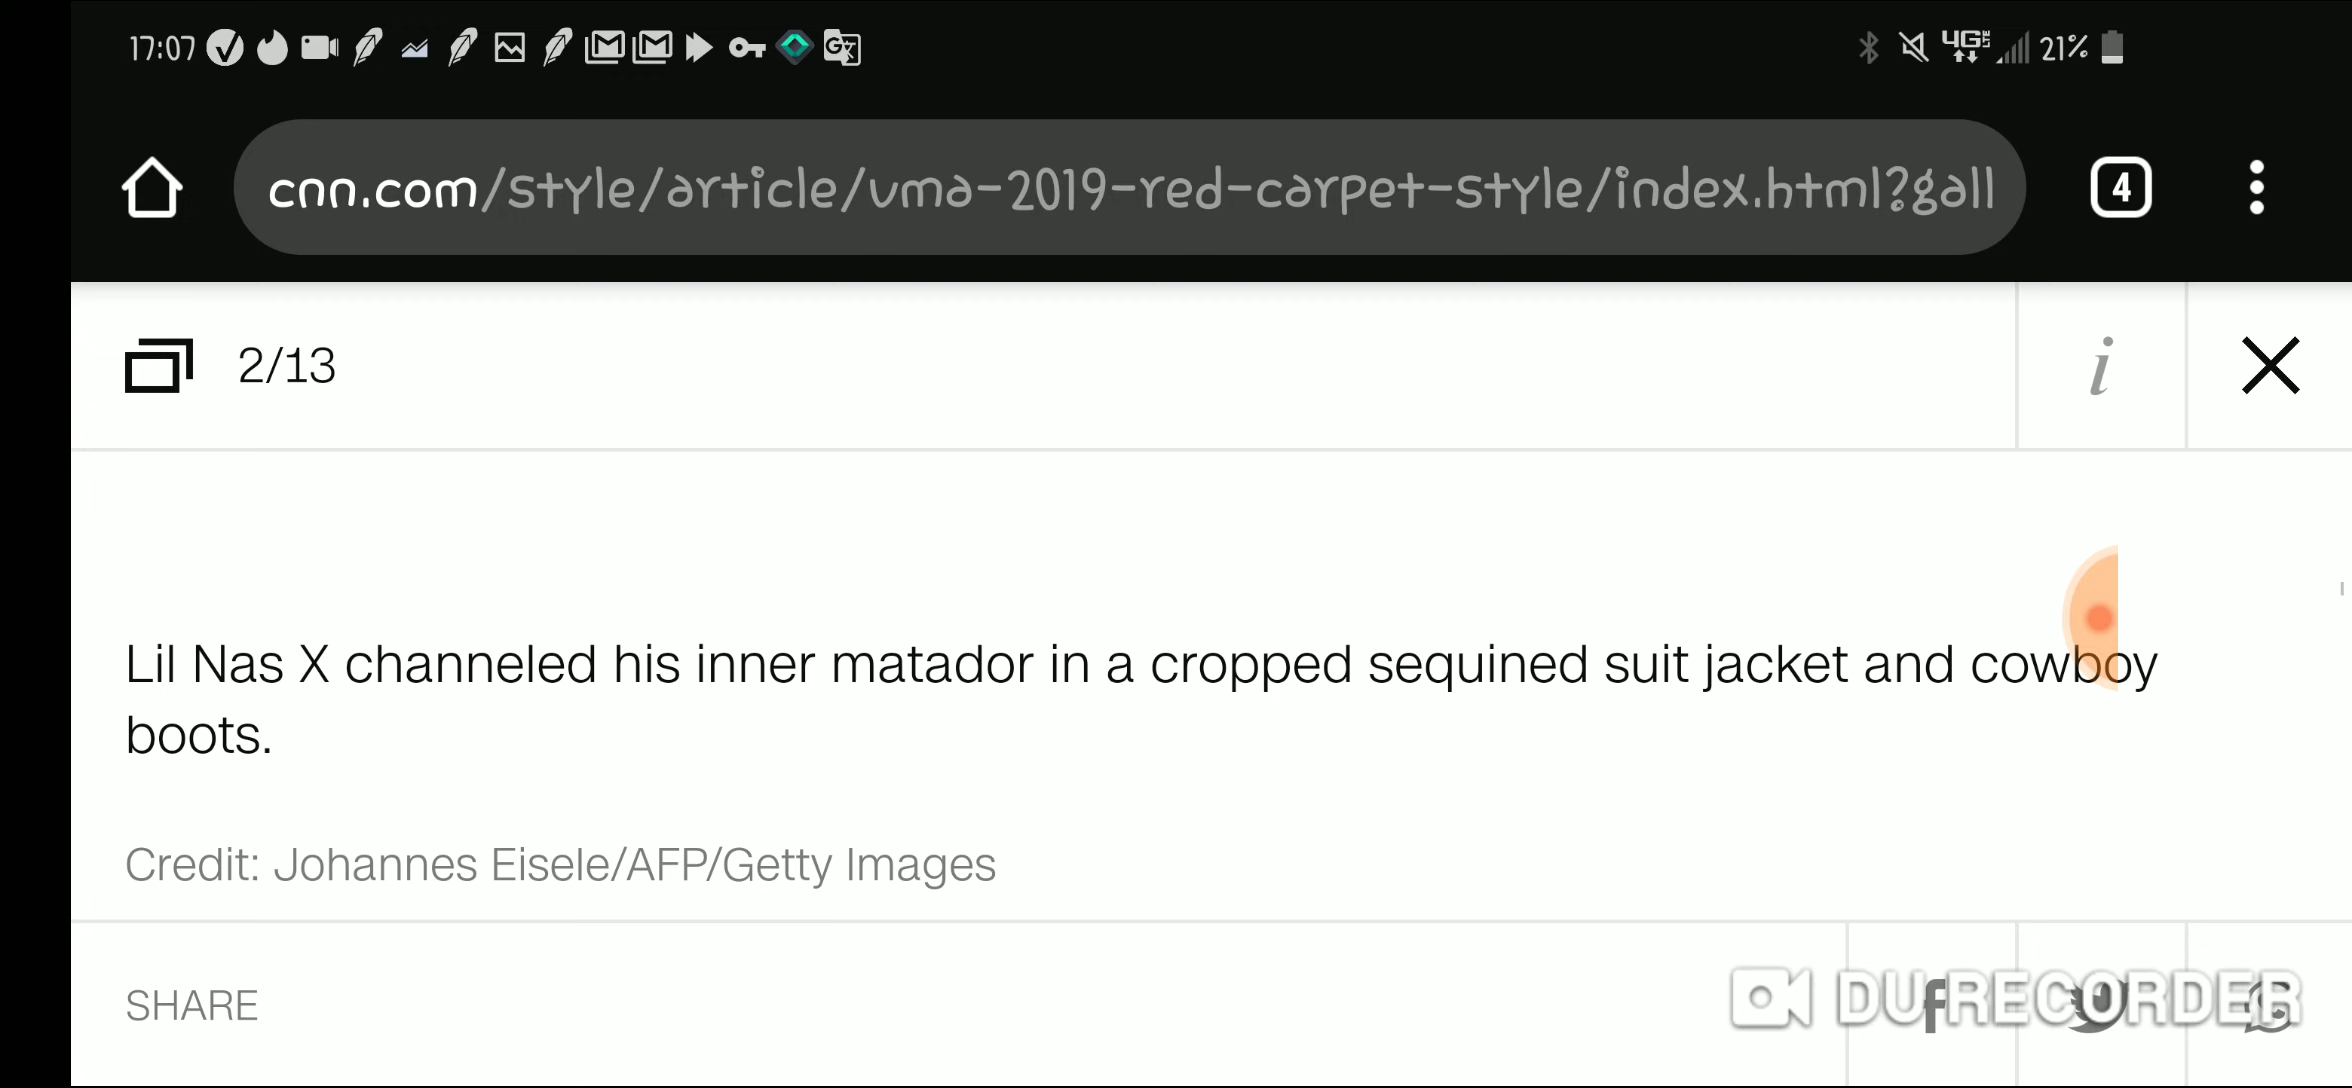 17:07 4G LTE 21%
cnn.com/style/article/vma-2019-red-carpet-style/index.html?gall 4
2/13 i
Lil Nas X channeled his inner matador in a cropped sequined suit jacket and cowboy
boots.
Credit: Johannes Eisele/AFP/Getty Images
SHARE
DU RECORDER